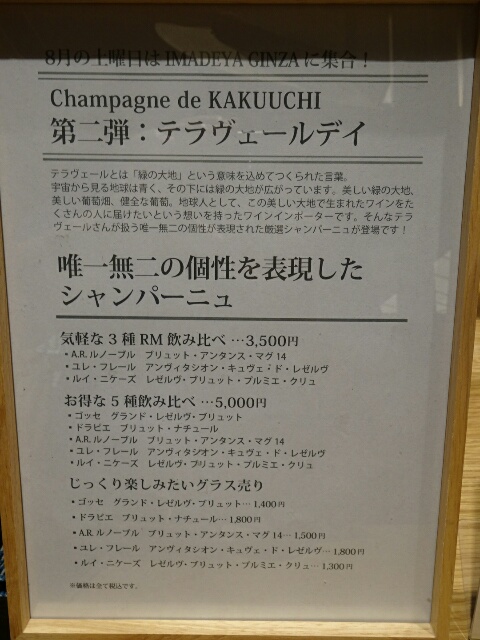 8月の土曜日は IMADEYA GINZA に集合！
Champagne de KAKUUCHI
第二弾：テラヴェールデイ
テラヴェールとは「緑の大地」という意味を込めてつくられた言葉。
宇宙から見る地球は青く、その下には緑の大地が広がっています。美しい緑の大地、
美しい葡萄畑、健全な葡萄。地球人として、この美しい大地で生まれたワインをた
くさんの人に届けたいという想いを持ったワインインポーターです。そんなテラ
ヴェールさんが扱う唯一無二の個性が表現された厳選シャンパーニュが登場です！
唯一無二の個性を表現した
シャンパーニュ
気軽な 3 種 RM 飲み比べ …3,500円
・A.R. ルノーブル　ブリュット・アンタンス・マグ 14
・ユレ・フレール　アンヴィタシオン・キュヴェ・ド・レゼルヴ
・ルイ・ニケーズ　レゼルヴ・ブリュット・プルミエ・クリュ
お得な 5 種飲み比べ …5,000円
・ゴッセ　グランド・レゼルヴ・ブリュット
・ドラピエ　ブリュット・ナチュール
・A.R. ルノーブル　ブリュット・アンタンス・マグ 14
・ユレ・フレール　アンヴィタシオン・キュヴェ・ド・レゼルヴ
・ルイ・ニケーズ　レゼルヴ・ブリュット・プルミエ・クリュ
じっくり楽しみたいグラス売り
・ゴッセ　グランド・レゼルヴ・ブリュット… 1,400円
・ドラピエ　ブリュット・ナチュール… 1,800円
・A.R. ルノーブル　ブリュット・アンタンス・マグ 14… 1,500円
・ユレ・フレール　アンヴィタシオン・キュヴェ・ド・レゼルヴ… 1,800円
・ルイ・ニケーズ　レゼルヴ・ブリュット・プルミエ・クリュ… 1,300円
※価格は全て税込です。